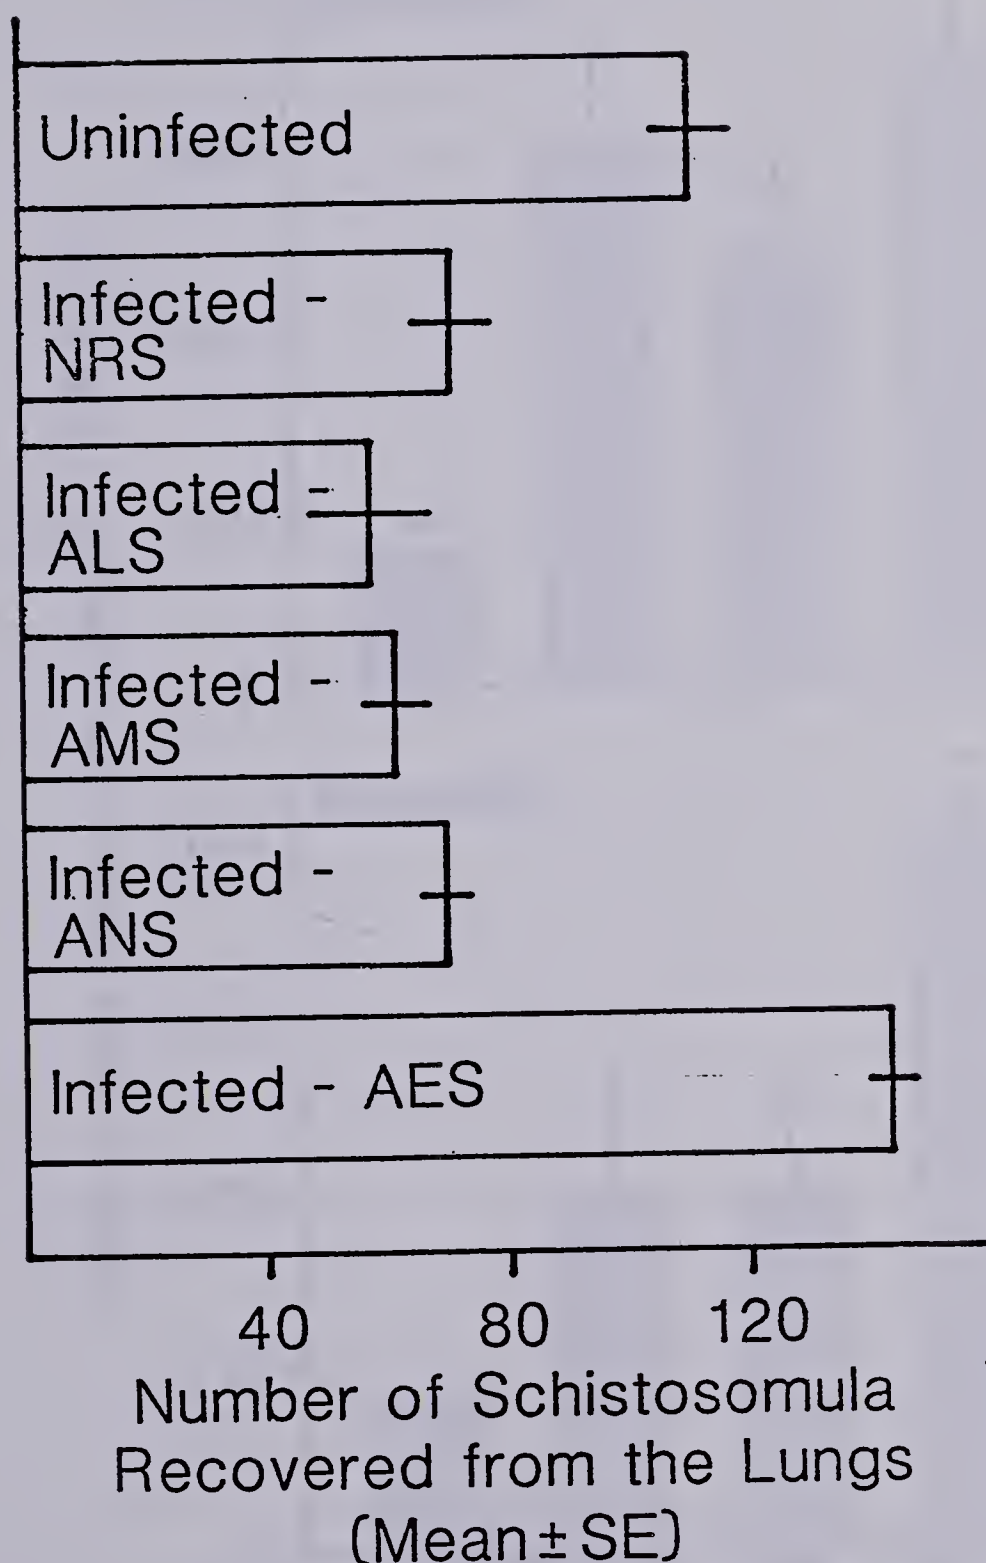 Uninfected
Infected -
NRS
Infected -
ALS
Infected -
AMS
Infected -
ANS
Infected - AES
40 80 120
Number of Schistosomula
Recovered from the Lungs
(Mean ± SE)